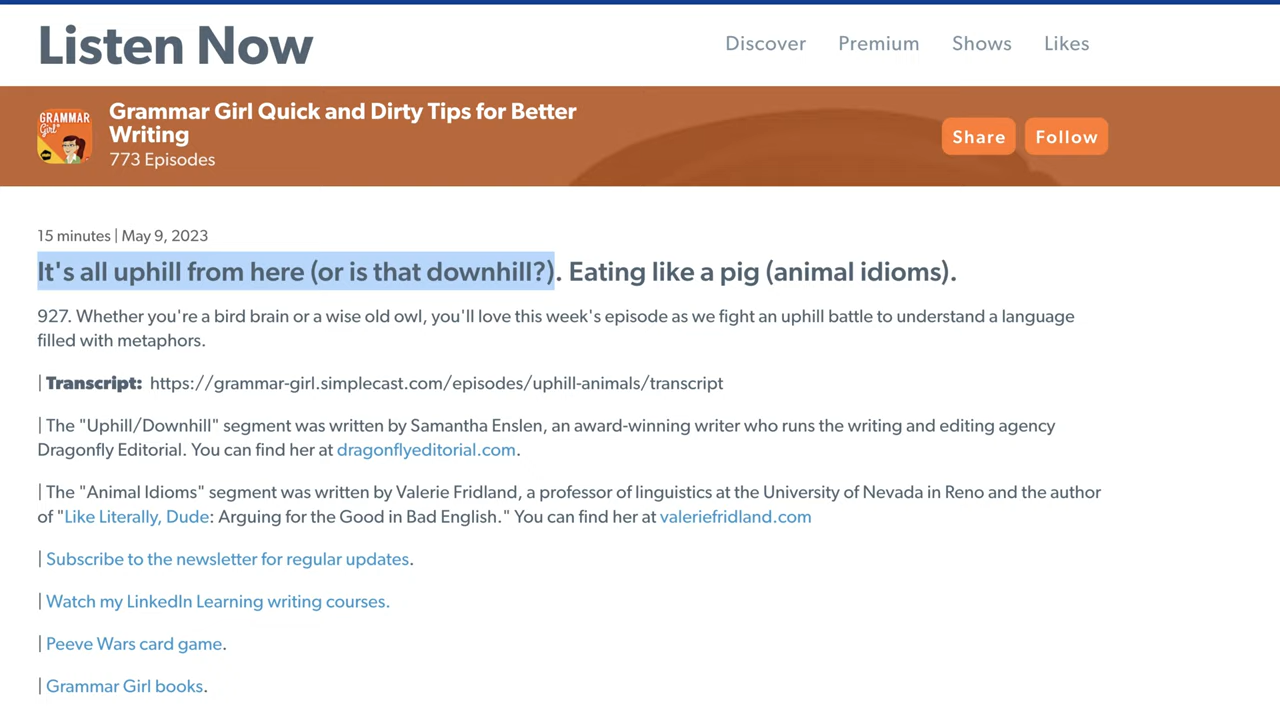 Listen Now
Discover
Premium
Shows
Likes
GRAMMAR
Girl
Grammar Girl Quick and Dirty Tips for Better
Writing
773 Episodes
Share
Follow
15 minutes | May 9, 2023
It's all uphill from here (or is that downhill?). Eating like a pig (animal idioms).
927. Whether you're a bird brain or a wise old owl, you'll love this week's episode as we fight an uphill battle to understand a language
filled with metaphors.
| Transcript: https://grammar-girl.simplecast.com/episodes/uphill-animals/transcript
| The "Uphill/Downhill" segment was written by Samantha Enslen, an award-winning writer who runs the writing and editing agency
Dragonfly Editorial. You can find her at dragonflyeditorial.com.
| The "Animal Idioms" segment was written by Valerie Fridland, a professor of linguistics at the University of Nevada in Reno and the author
of "Like Literally, Dude: Arguing for the Good in Bad English." You can find her at valeriefridland.com
| Subscribe to the newsletter for regular updates.
| Watch my LinkedIn Learning writing courses.
| Peeve Wars card game.
| Grammar Girl books.